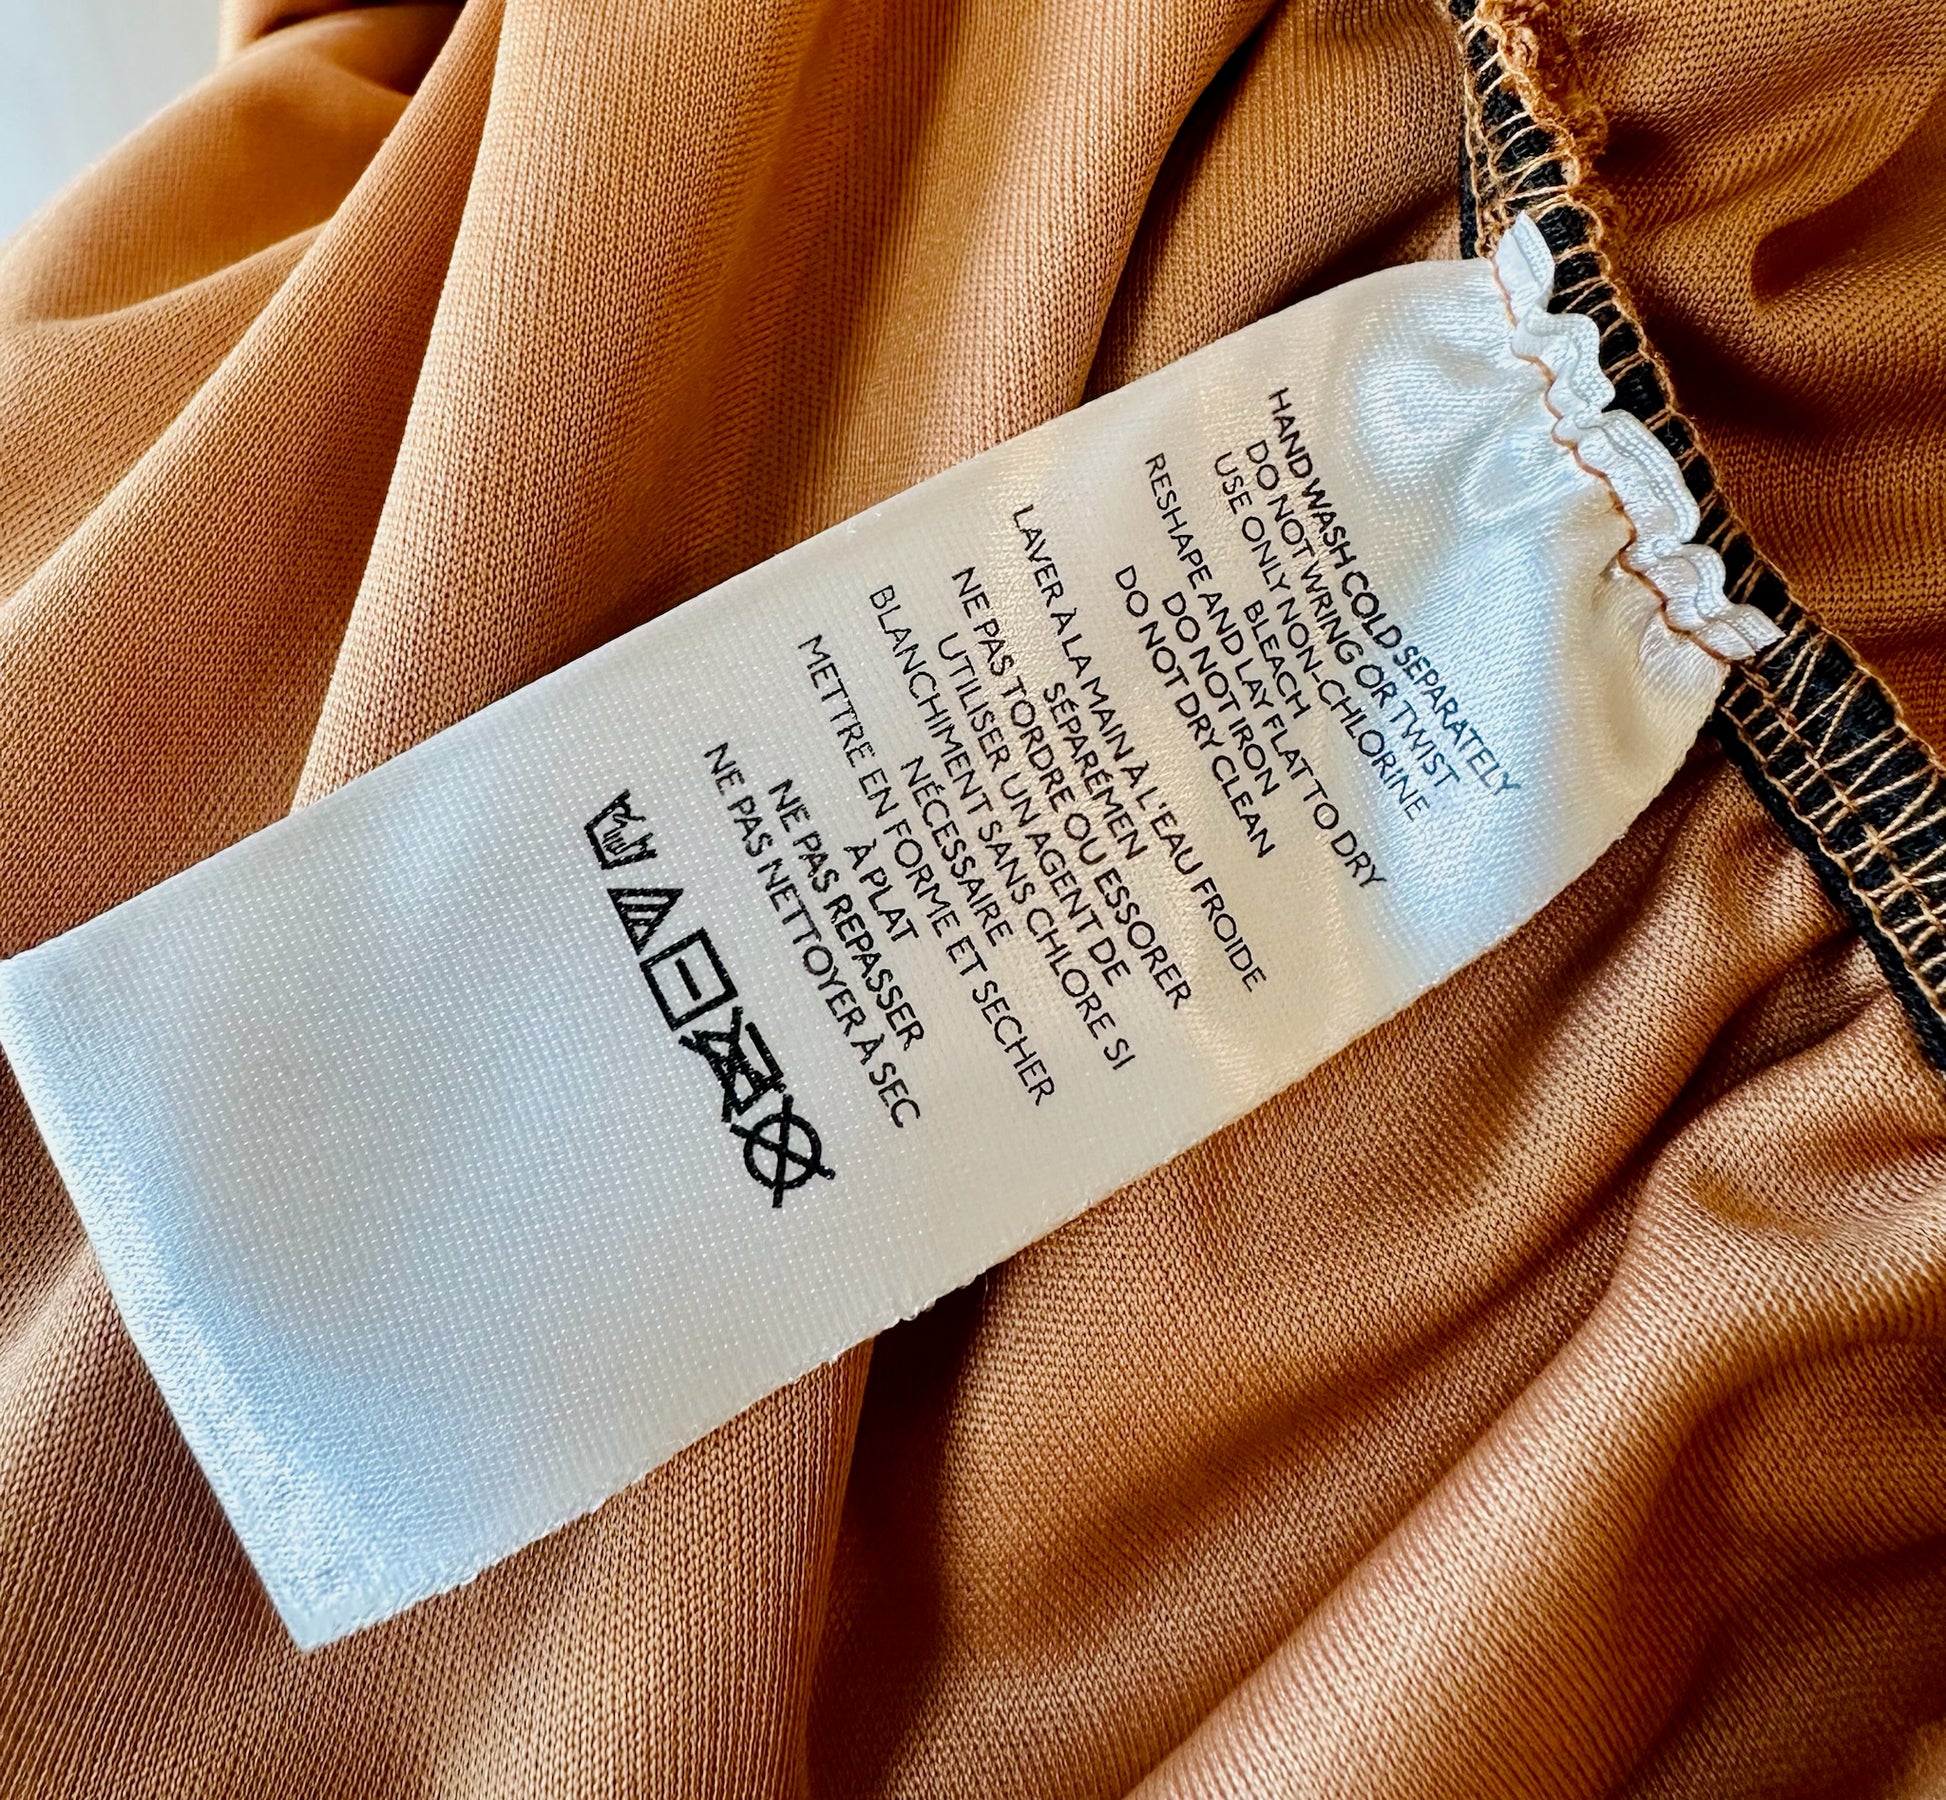 HAND WASH COLD SEPARATELY
DO NOT WRING OR TWIST
USE ONLY NON-CHLORINE
BLEACH
RESHAPE AND LAY FLAT TO DRY
DO NOT IRON
DO NOT DRY CLEAN
LAVER À LA MAIN À L'EAU FROIDE
SÉPARÉMEN
NE PAS TORDRE OU ESSORER
UTILISER UN AGENT DE
BLANCHIMENT SANS CHLORE SI
NÉCESSAIRE
METTRE EN FORME ET SECHER
À PLAT
NE PAS REPASSER
NE PAS NETTOYER À SEC